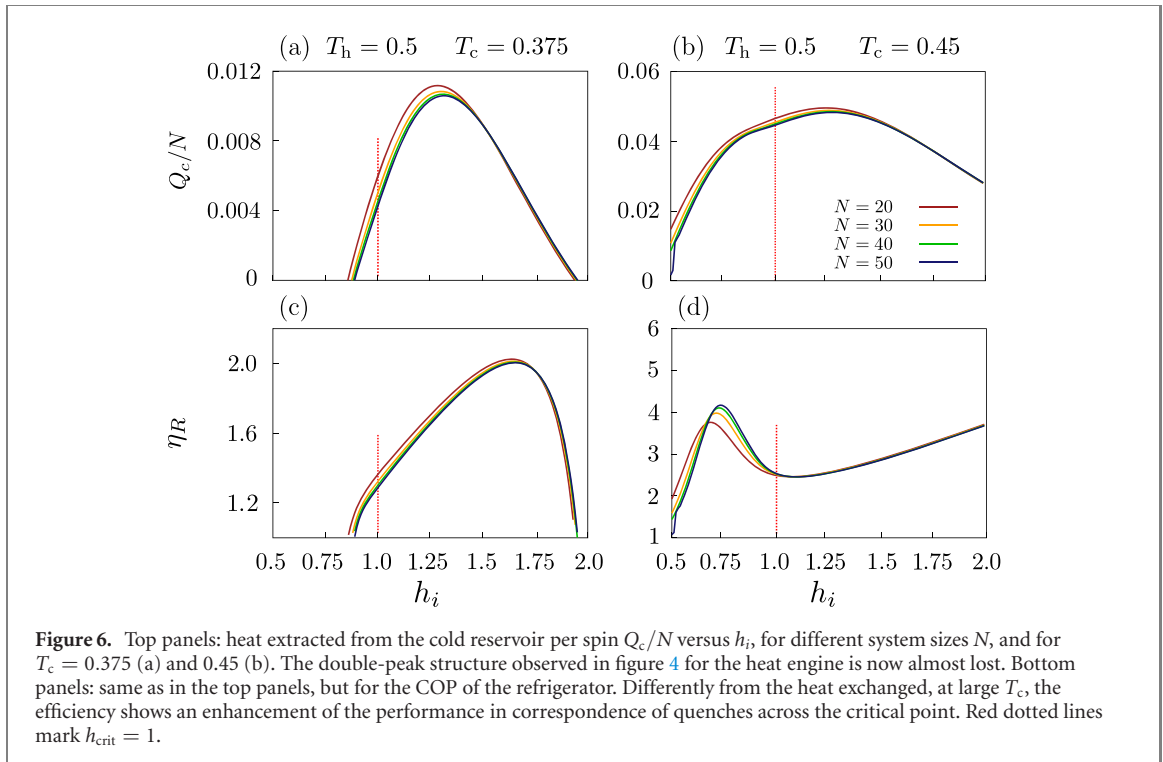 (a) T_h = 0.5 T_c = 0.375
(b) T_h = 0.5 T_c = 0.45
0.012
0.008
0.004
0
Q_c/N
0.06
0.04
0.02
0
N = 20
N = 30
N = 40
N = 50
(c)
2.0
1.6
1.2
η_R
0.5 0.75 1.0 1.25 1.5 1.75 2.0
h_i
(d)
6
5
4
3
2
1
0.5 0.75 1.0 1.25 1.5 1.75 2.0
h_i
Figure 6. Top panels: heat extracted from the cold reservoir per spin Q_c/N versus h_i, for different system sizes N, and for
T_c = 0.375 (a) and 0.45 (b). The double-peak structure observed in figure 4 for the heat engine is now almost lost. Bottom
panels: same as in the top panels, but for the COP of the refrigerator. Differently from the heat exchanged, at large T_c, the
efficiency shows an enhancement of the performance in correspondence of quenches across the critical point. Red dotted lines
mark h_crit = 1.